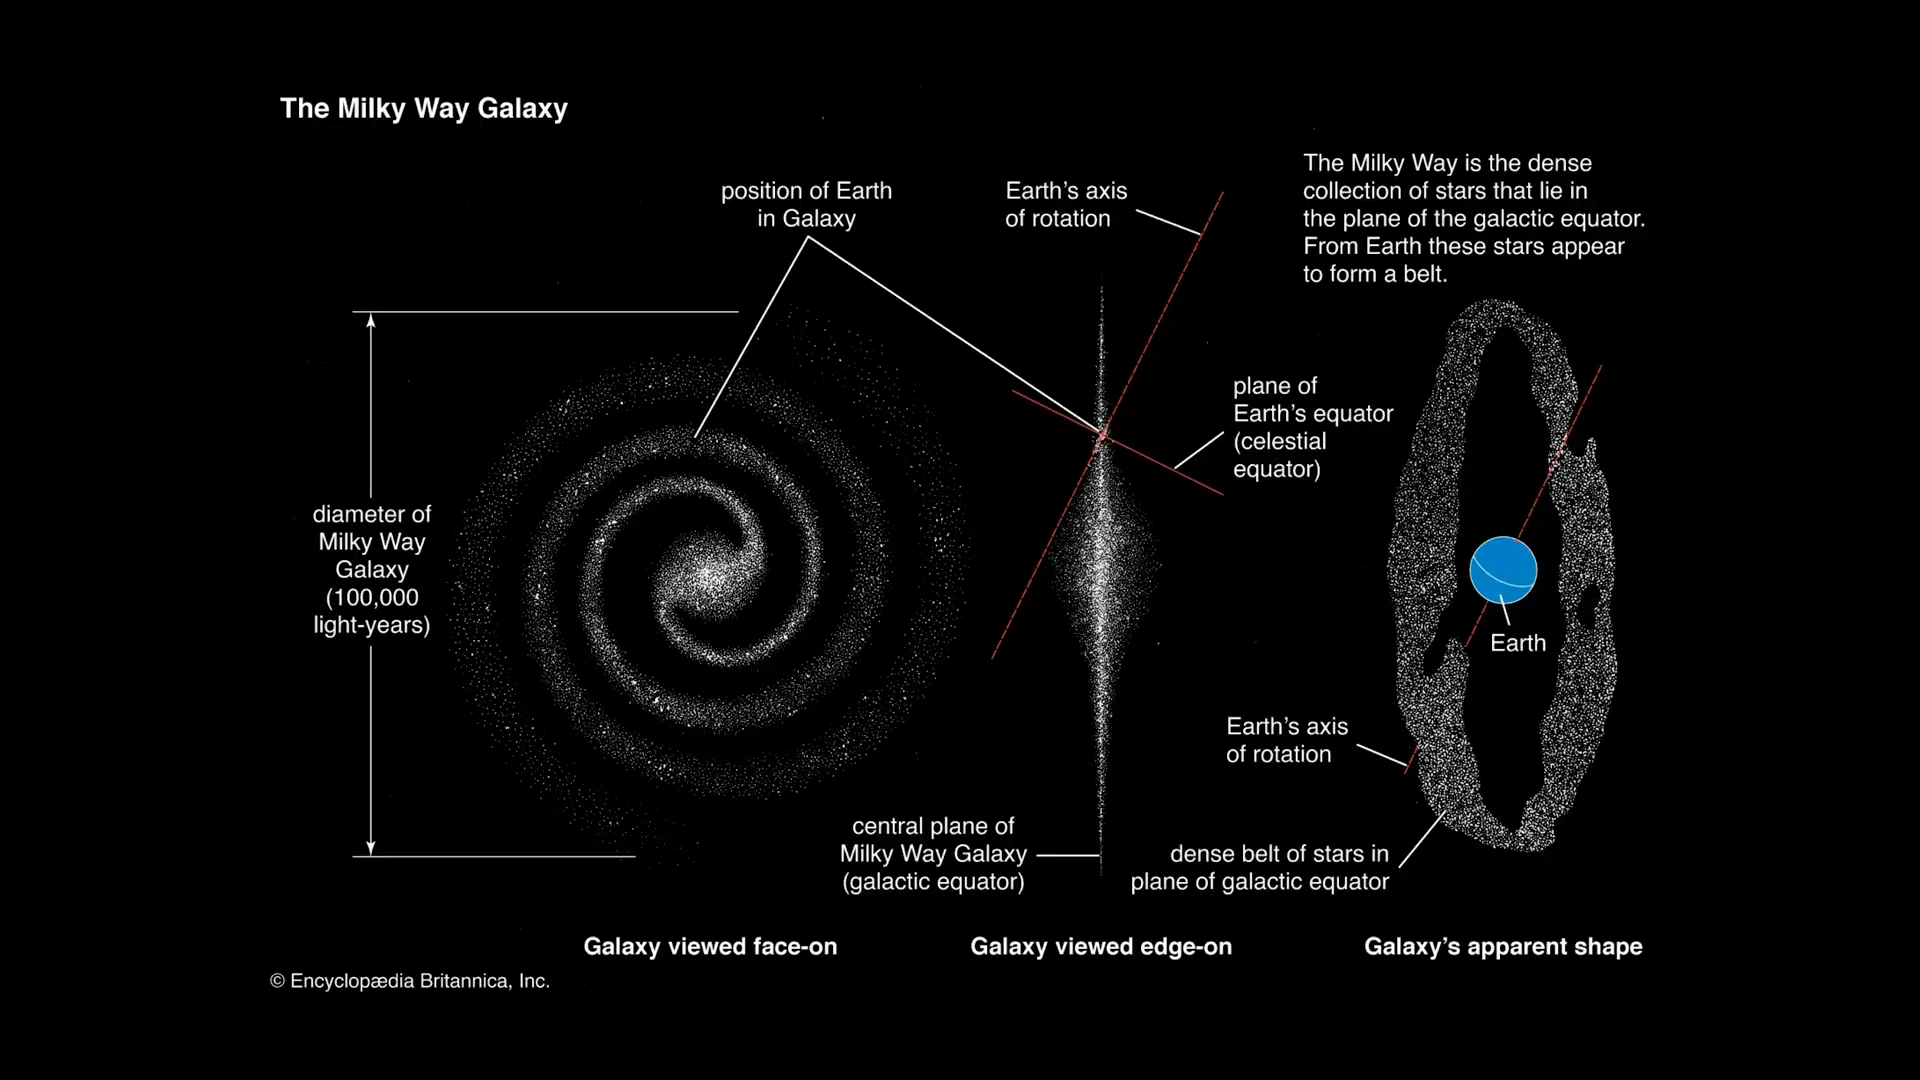 The Milky Way Galaxy
position of Earth
in Galaxy
Earth’s axis
of rotation
The Milky Way is the dense
collection of stars that lie in
the plane of the galactic equator.
From Earth these stars appear
to form a belt.
plane of
Earth’s equator
(celestial
equator)
diameter of
Milky Way
Galaxy
(100,000
light-years)
Earth
Earth’s axis
of rotation
central plane of
Milky Way Galaxy
(galactic equator)
dense belt of stars in
plane of galactic equator
Galaxy viewed face-on
Galaxy viewed edge-on
Galaxy’s apparent shape
© Encyclopædia Britannica, Inc.